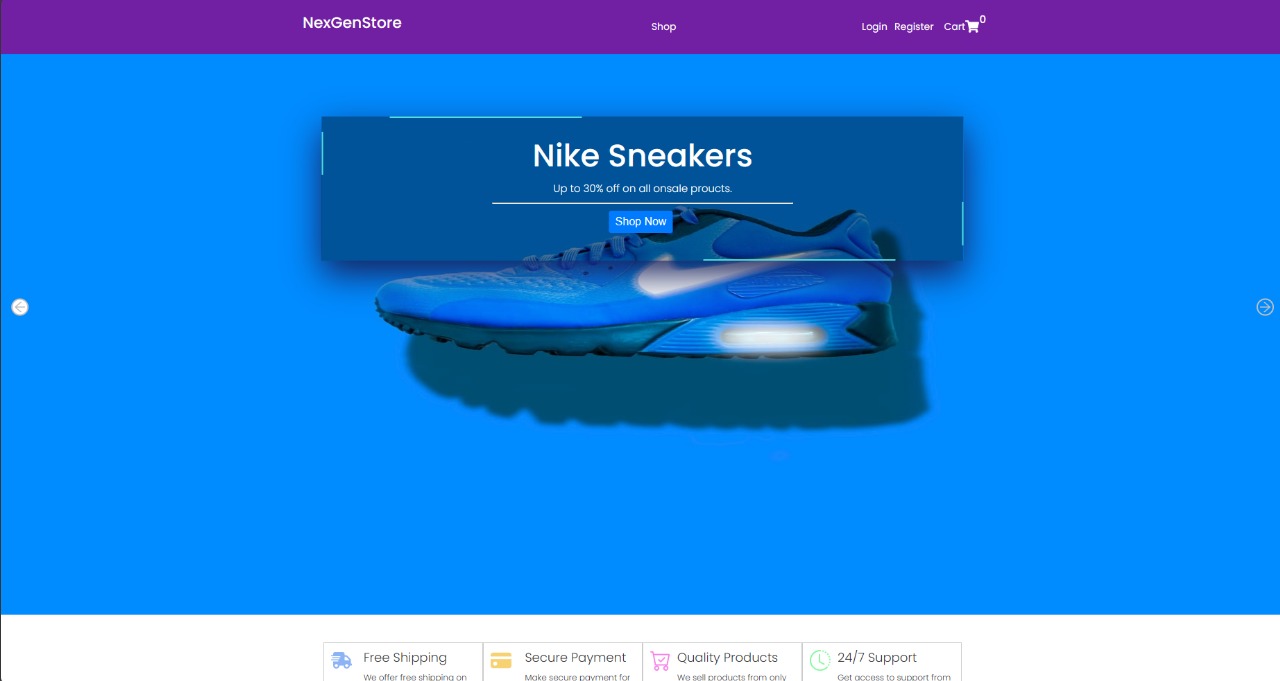 NexGenStore
Shop
Login Register Cart 0
Nike Sneakers
Up to 30% off on all onsale proucts.
Shop Now
Free Shipping
We offer free shipping on
Secure Payment
Make secure payment for
Quality Products
We sell products from only
24/7 Support
Get access to support from